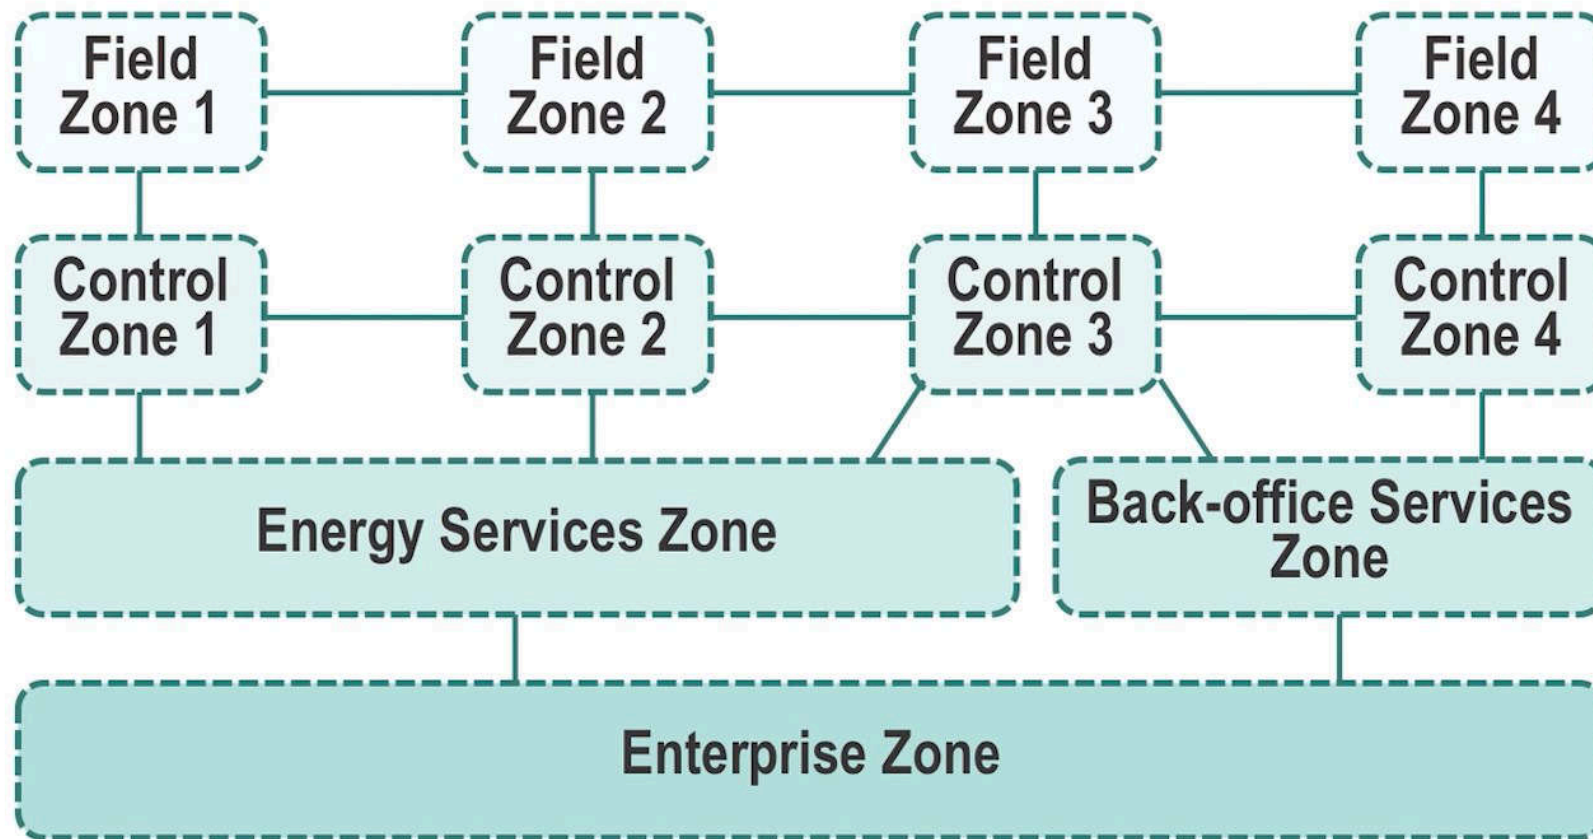 Field
Zone 1
Field
Zone 2
Field
Zone 3
Field
Zone 4
Control
Zone 1
Control
Zone 2
Control
Zone 3
Control
Zone 4
Energy Services Zone
Back-office Services
Zone
Enterprise Zone